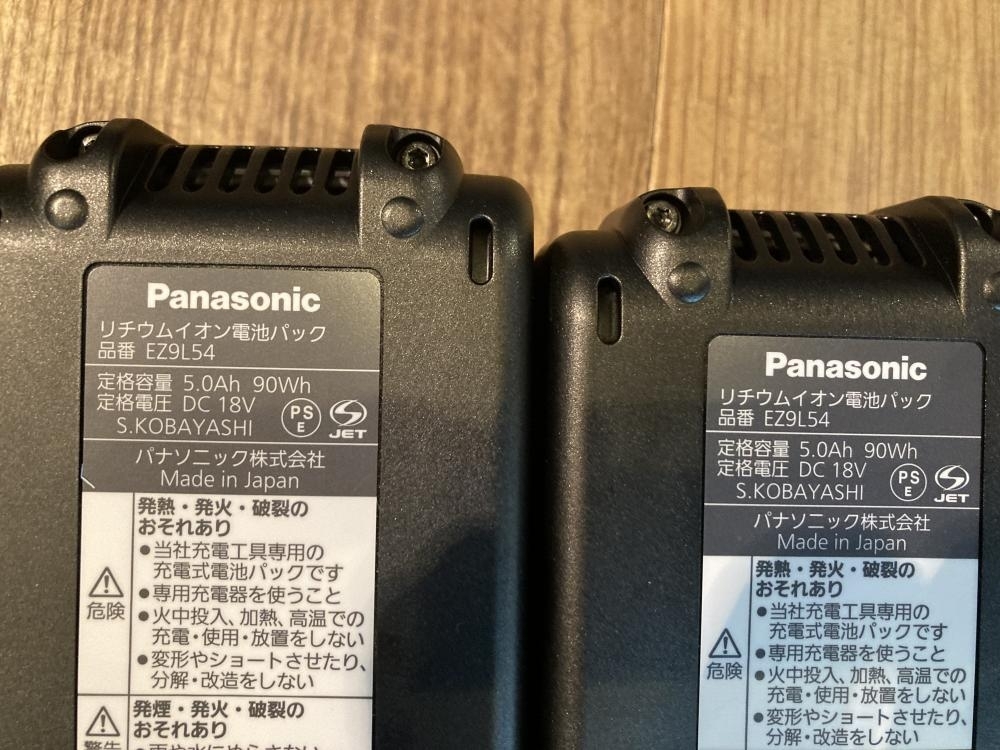 Panasonic
リチウムイオン電池パック
品番 EZ9L54
定格容量 5.0Ah 90Wh
定格電圧 DC 18V
S.KOBAYASHI
PS
E
JET
パナソニック株式会社
Made in Japan
発熱・発火・破裂の
おそれあり
●当社充電工具専用の
充電式電池パックです
●専用充電器を使うこと
●火中投入、加熱、高温での
充電・使用・放置をしない
●変形やショートさせたり、
分解・改造をしない
危険
発煙・発火・破裂の
おそれあり
警告
●雨や水にぬらさない
Panasonic
リチウムイオン電池パック
品番 EZ9L54
定格容量 5.0Ah 90Wh
定格電圧 DC 18V
S.KOBAYASHI
PS
E
JET
パナソニック株式会社
Made in Japan
発熱・発火・破裂の
おそれあり
●当社充電工具専用の
充電式電池パックです
●専用充電器を使うこと
●火中投入、加熱、高温での
充電・使用・放置をしない
●変形やショートさせたり、
分解・改造をしない
危険